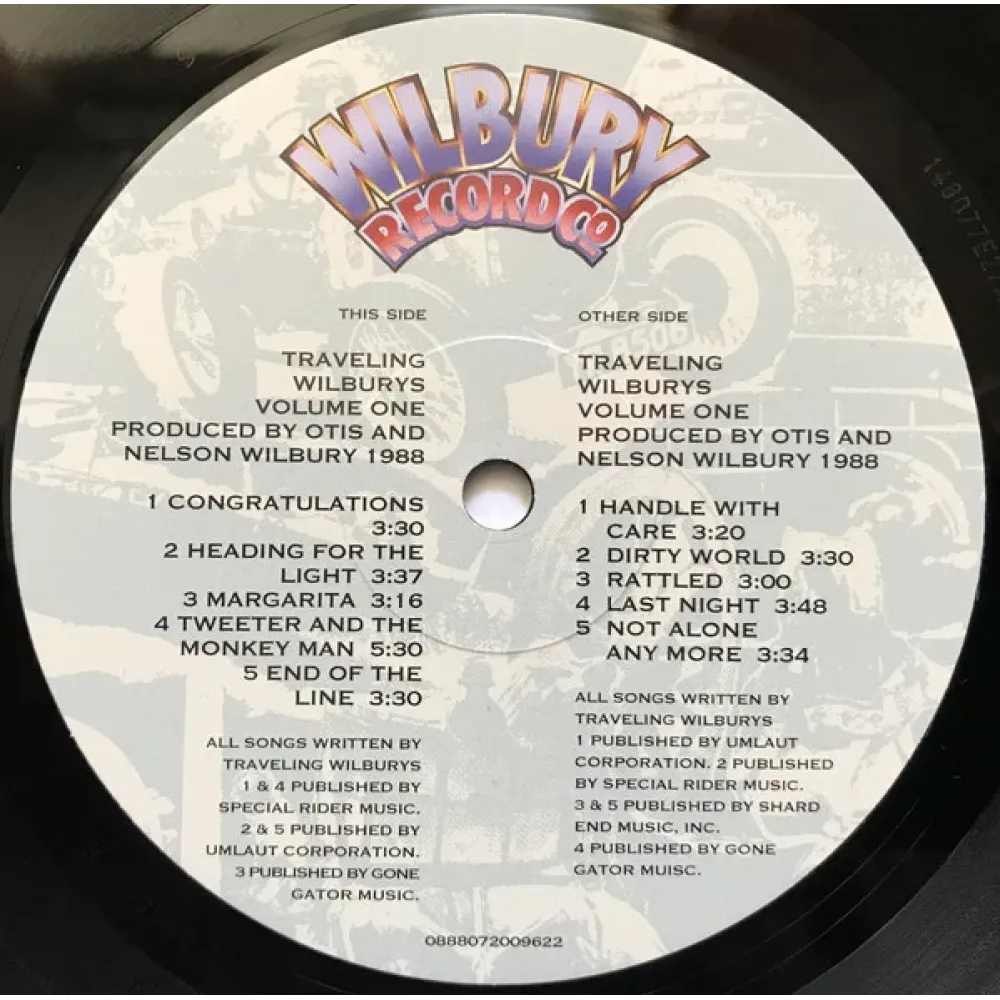 WILBURY
RECORD CO
THIS SIDE
TRAVELING
WILBURYS
VOLUME ONE
PRODUCED BY OTIS AND
NELSON WILBURY 1988
1 CONGRATULATIONS
3:30
2 HEADING FOR THE
LIGHT 3:37
3 MARGARITA 3:16
4 TWEETER AND THE
MONKEY MAN 5:30
5 END OF THE
LINE 3:30
ALL SONGS WRITTEN BY
TRAVELING WILBURYS
1 & 4 PUBLISHED BY
SPECIAL RIDER MUSIC.
2 & 5 PUBLISHED BY
UMLAUT CORPORATION.
3 PUBLISHED BY GONE
GATOR MUSIC.
OTHER SIDE
TRAVELING
WILBURYS
VOLUME ONE
PRODUCED BY OTIS AND
NELSON WILBURY 1988
1 HANDLE WITH
CARE 3:20
2 DIRTY WORLD 3:30
3 RATTLED 3:00
4 LAST NIGHT 3:48
5 NOT ALONE
ANY MORE 3:34
ALL SONGS WRITTEN BY
TRAVELING WILBURYS
1 PUBLISHED BY UMLAUT
CORPORATION. 2 PUBLISHED
BY SPECIAL RIDER MUSIC.
3 & 5 PUBLISHED BY SHARD
END MUSIC, INC.
4 PUBLISHED BY GONE
GATOR MUISC.
0888072009622